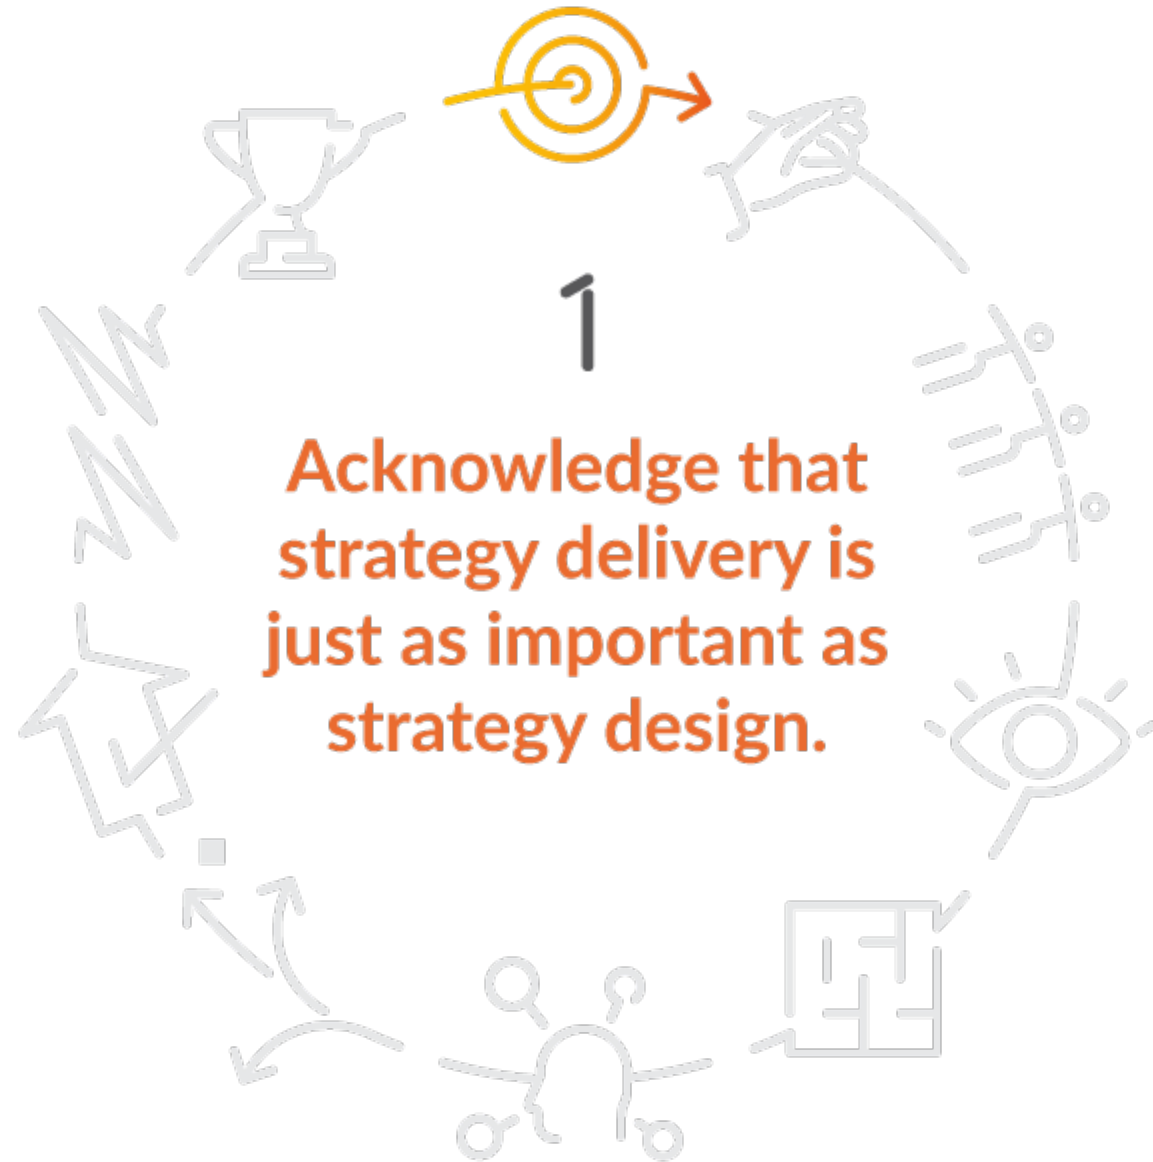 1
Acknowledge that
strategy delivery is
just as important as
strategy design.